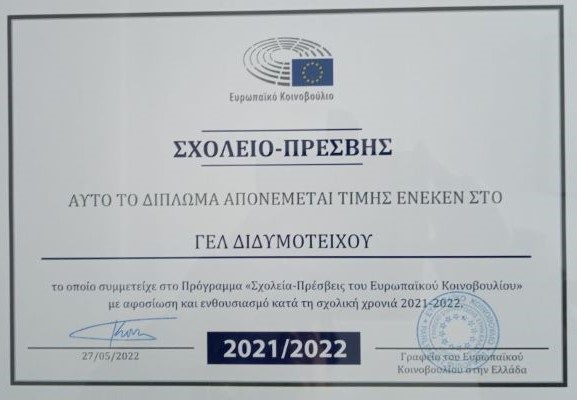 Ευρωπαϊκό Κοινοβούλιο
ΣΧΟΛΕΙΟ-ΠΡΕΣΒΗΣ
ΑΥΤΟ ΤΟ ΔΙΠΛΩΜΑ ΑΠΟΝΕΜΕΤΑΙ ΤΙΜΗΣ ΕΝΕΚΕΝ ΣΤΟ
ΓΕΛ ΔΙΔΥΜΟΤΕΙΧΟΥ
το οποίο συμμετείχε στο Πρόγραμμα «Σχολεία-Πρέσβεις του Ευρωπαϊκού Κοινοβουλίου»
με αφοσίωση και ενθουσιασμό κατά τη σχολική χρονιά 2021-2022.
27/05/2022
2021/2022
Γραφείο του Ευρωπαϊκού
Κοινοβουλίου στην Ελλάδα